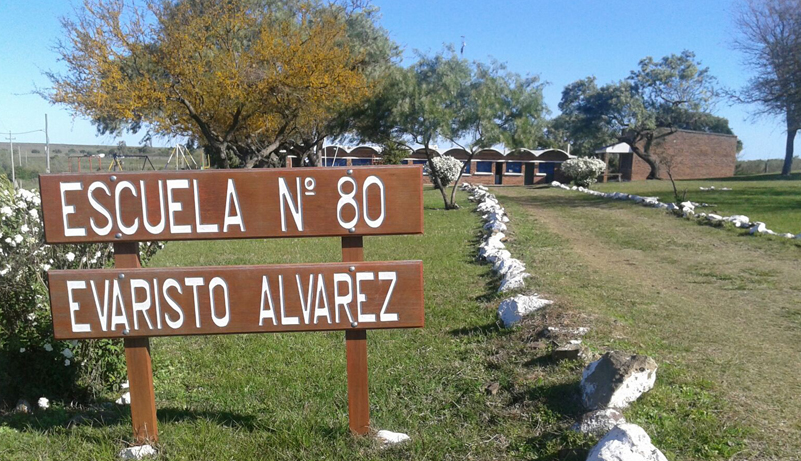 ESCUELA Nº 80
EVARISTO ALVAREZ